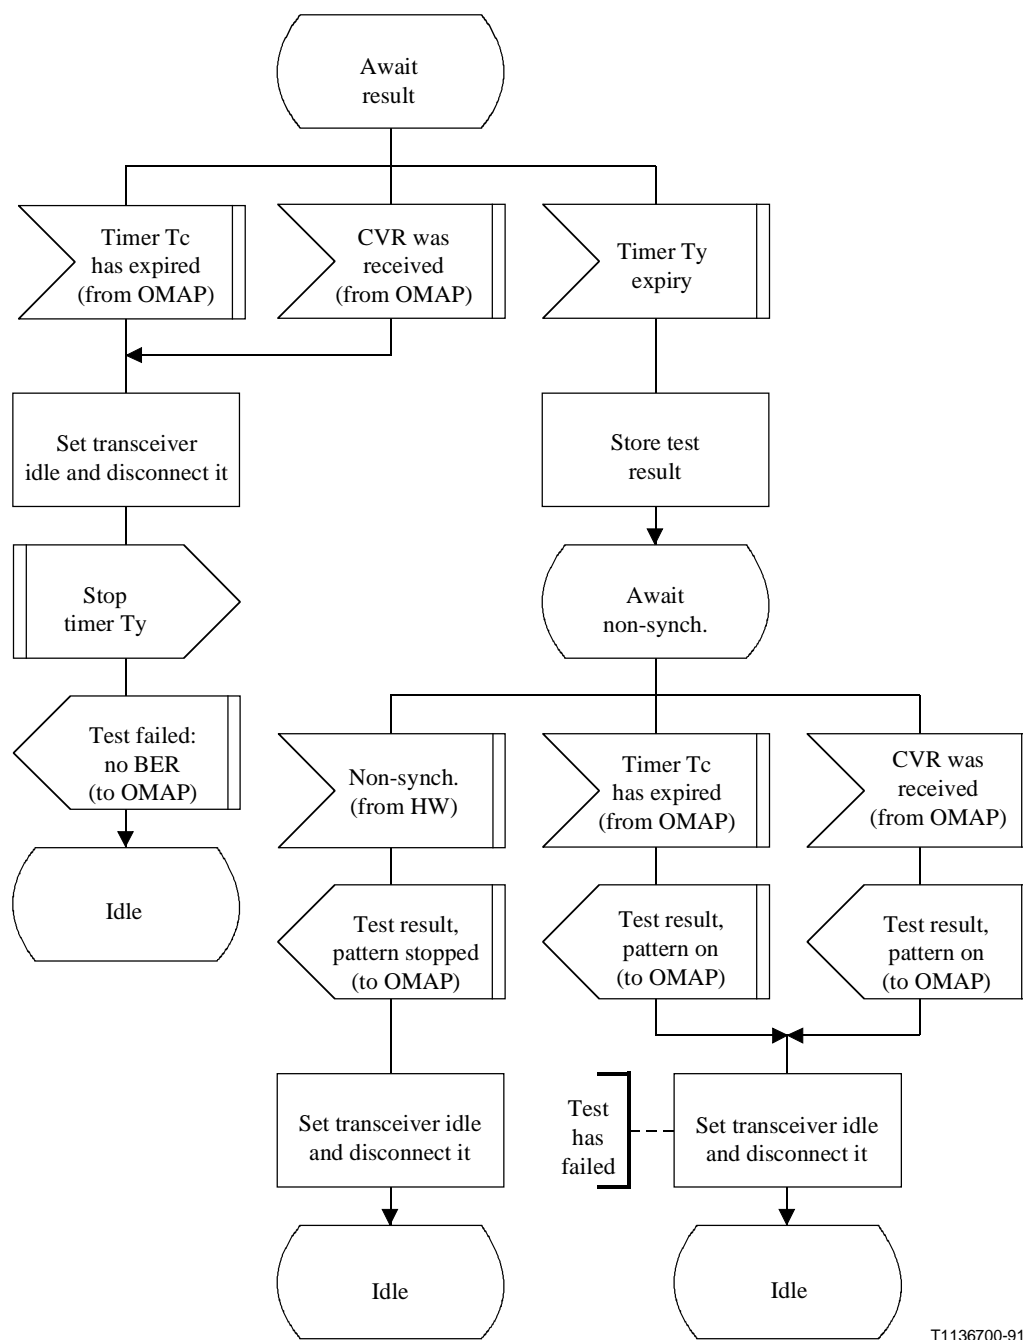 Await
result
Timer Tc
has expired
(from OMAP)
CVR was
received
(from OMAP)
Timer Ty
expiry
Set transceiver
idle and disconnect it
Store test
result
Stop
timer Ty
Await
non-synch.
Test failed:
no BER
(to OMAP)
Non-synch.
(from HW)
Timer Tc
has expired
(from OMAP)
CVR was
received
(from OMAP)
Idle
Test result,
pattern stopped
(to OMAP)
Test result,
pattern on
(to OMAP)
Test result,
pattern on
(to OMAP)
Set transceiver idle
and disconnect it
Test
has
failed
Set transceiver idle
and disconnect it
Idle
Idle
T1136700-91